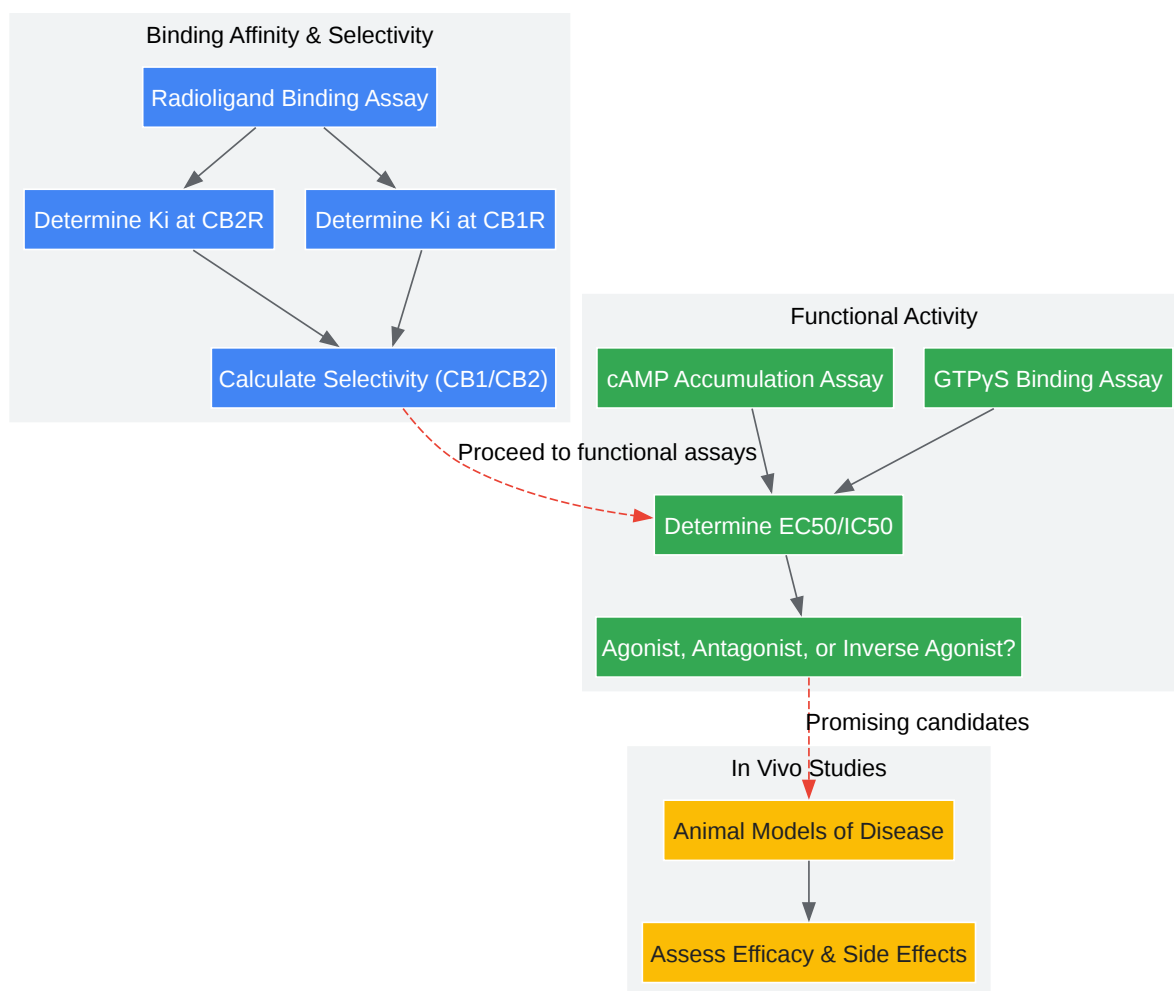 Binding Affinity & Selectivity
Radioligand Binding Assay
Determine Ki at CB2R
Determine Ki at CB1R
Calculate Selectivity (CB1/CB2)
Proceed to functional assays
Functional Activity
cAMP Accumulation Assay
GTPγS Binding Assay
Determine EC50/IC50
Agonist, Antagonist, or Inverse Agonist?
Promising candidates
In Vivo Studies
Animal Models of Disease
Assess Efficacy & Side Effects